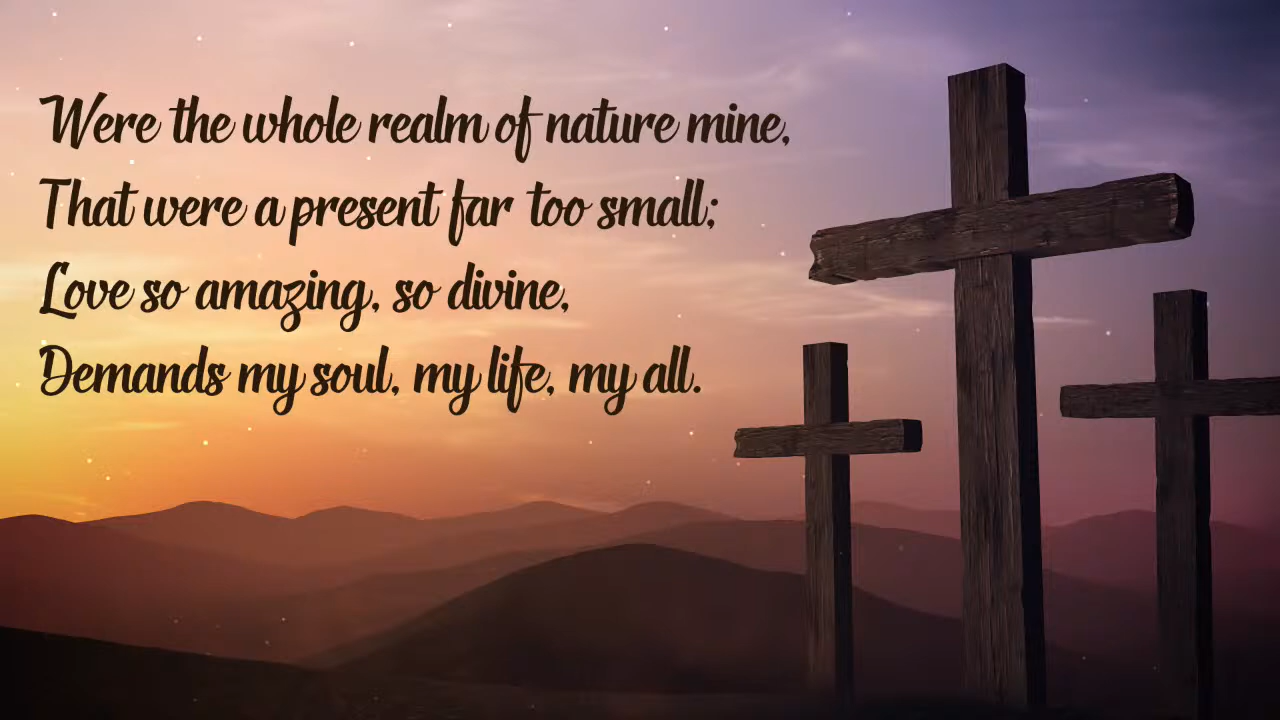 Were the whole realm of nature mine,
That were a present far too small;
Love so amazing, so divine,
Demands my soul, my life, my all.